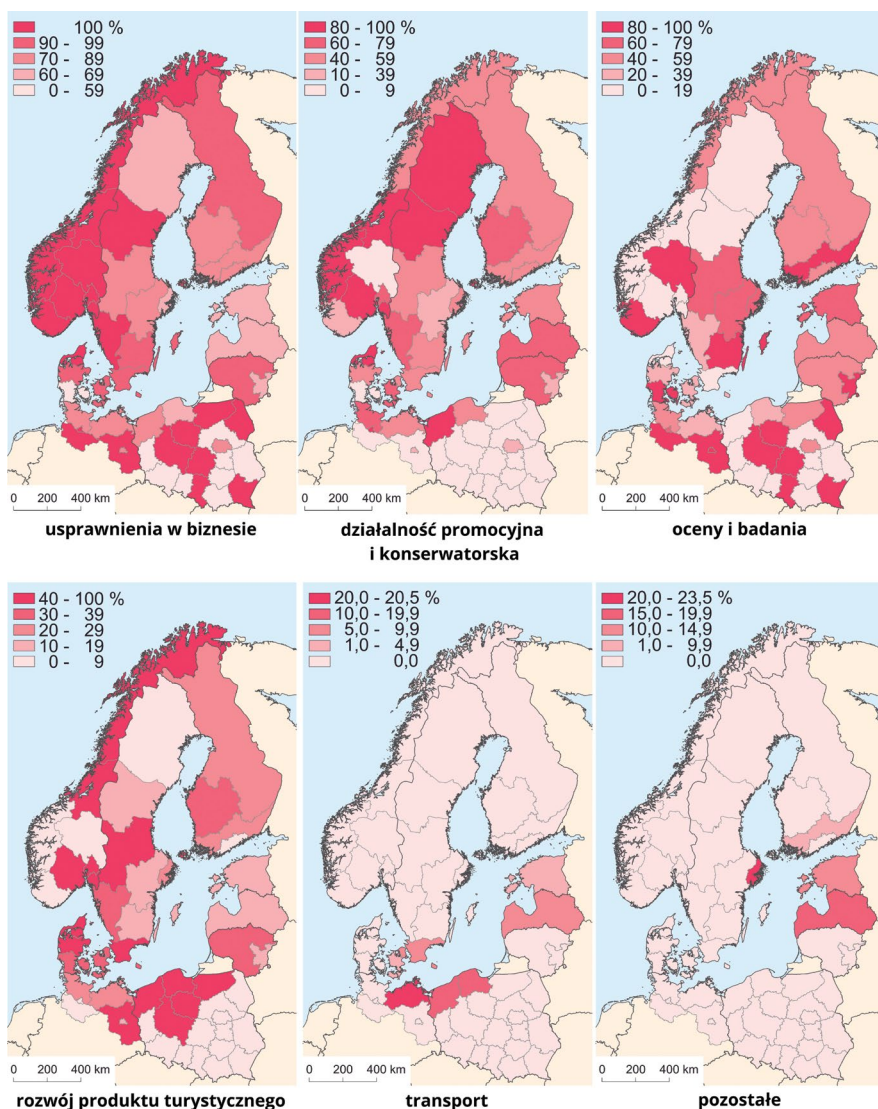 100 %
90 - 99
70 - 89
60 - 69
0 - 59
0 200 400 km
usprawnienia w biznesie
80 - 100 %
60 - 79
40 - 59
10 - 39
0 - 9
0 200 400 km
działalność promocyjna
i konserwatorska
80 - 100 %
60 - 79
40 - 59
20 - 39
0 - 19
0 200 400 km
oceny i badania
40 - 100 %
30 - 39
20 - 29
10 - 19
0 - 9
0 200 400 km
rozwój produktu turystycznego
20,0 - 20,5 %
10,0 - 19,9
5,0 - 9,9
1,0 - 4,9
0,0
0 200 400 km
transport
20,0 - 23,5 %
15,0 - 19,9
10,0 - 14,9
1,0 - 9,9
0,0
0 200 400 km
pozostałe